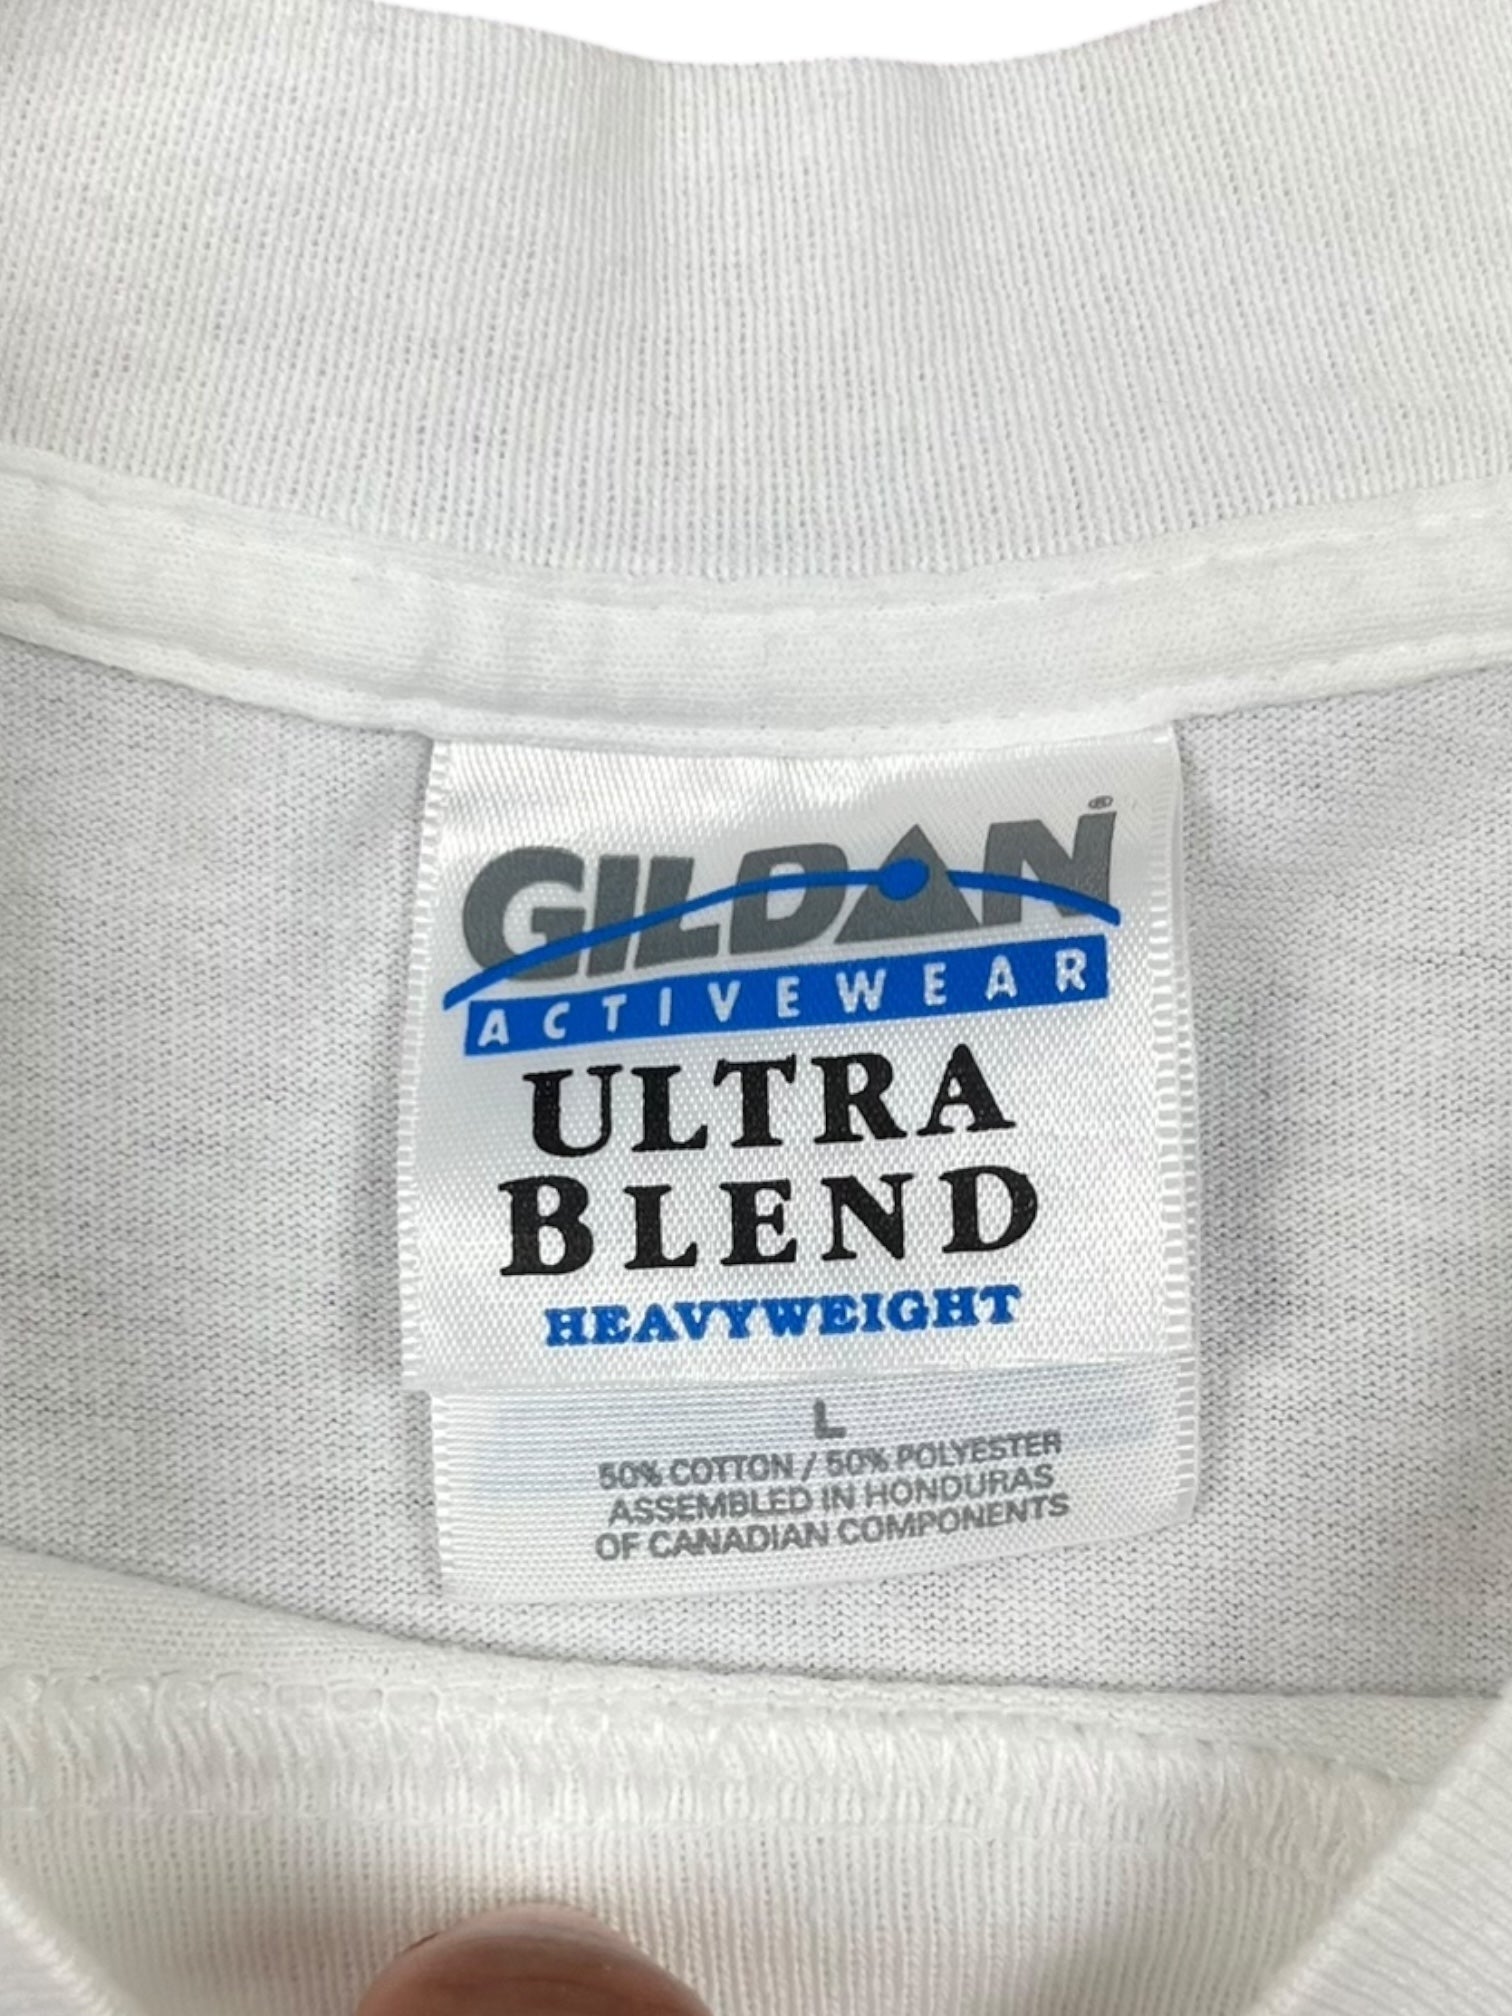 GILDAN®
ACTIVEWEAR
ULTRA
BLEND
HEAVYWEIGHT
L
50% COTTON / 50% POLYESTER
ASSEMBLED IN HONDURAS
OF CANADIAN COMPONENTS